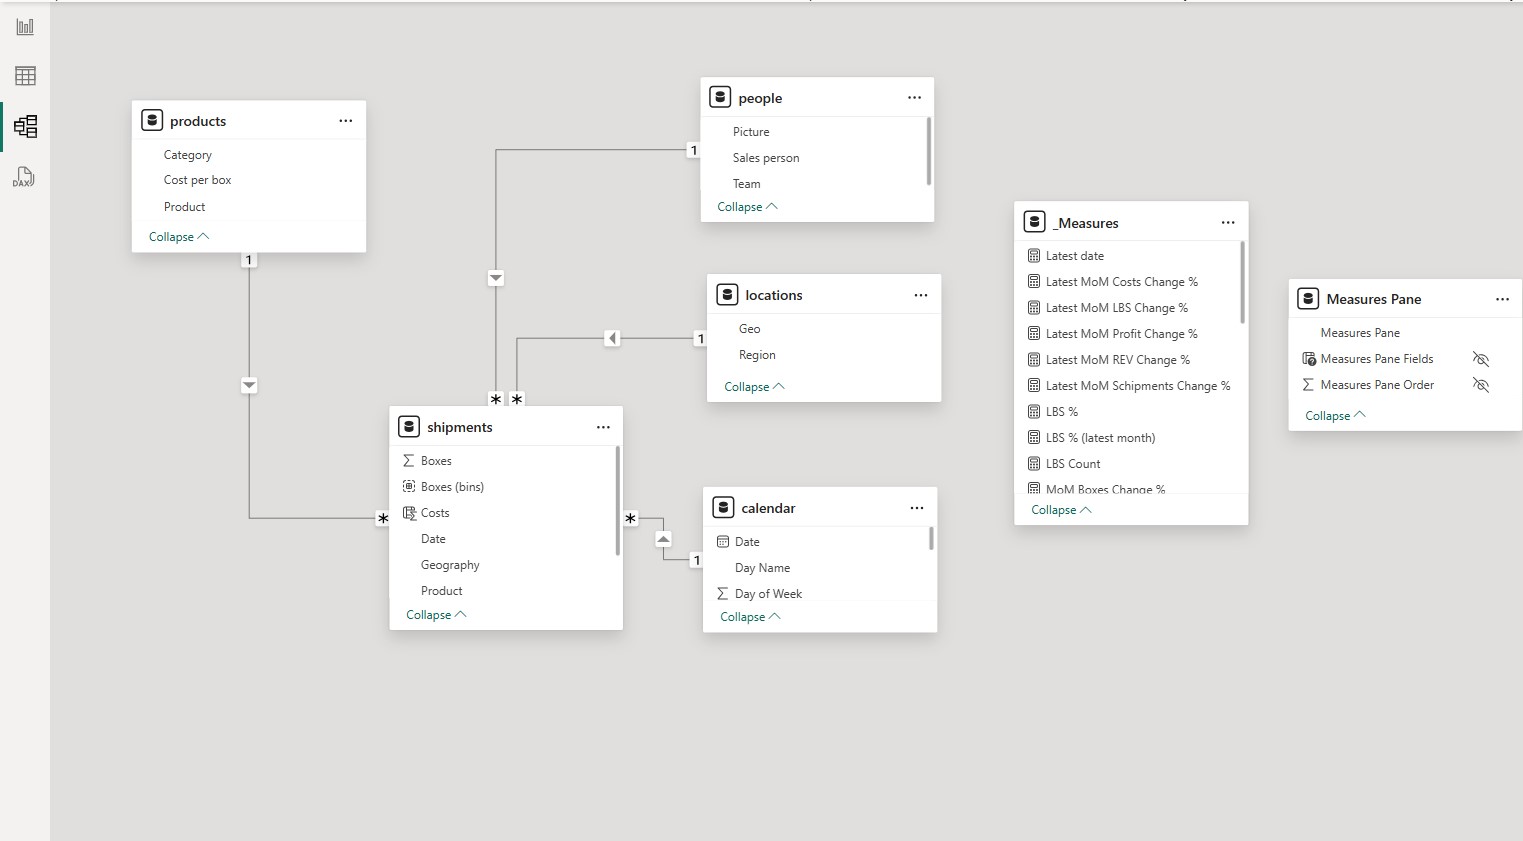 DAX
products
Category
Cost per box
Product
Collapse
1
people
Picture
Sales person
Team
Collapse
1
locations
Geo
Region
Collapse
1
* *
shipments
Boxes
Boxes (bins)
Costs
Date
Geography
Product
Collapse
*
*
calendar
Date
Day Name
Day of Week
Collapse
1
_Measures
Latest date
Latest MoM Costs Change %
Latest MoM LBS Change %
Latest MoM Profit Change %
Latest MoM REV Change %
Latest MoM Schipments Change %
LBS %
LBS % (latest month)
LBS Count
MoM Boxes Change %
Collapse
Measures Pane
Measures Pane
Measures Pane Fields
Measures Pane Order
Collapse